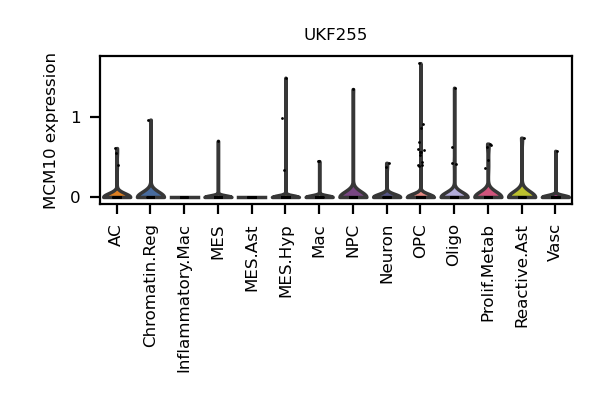 UKF255
MCM10 expression
1
0
AC
Chromatin.Reg
Inflammatory.Mac
MES
MES.Ast
MES.Hyp
Mac
NPC
Neuron
OPC
Oligo
Prolif.Metab
Reactive.Ast
Vasc